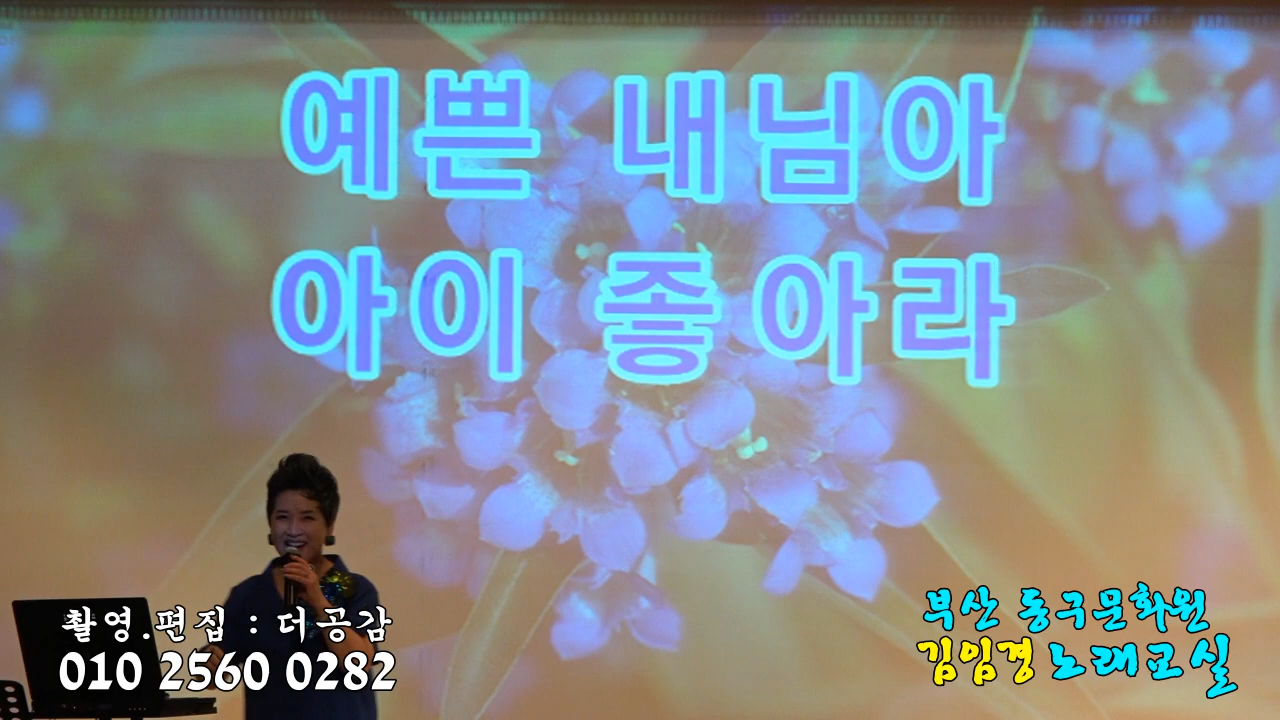 예쁜 내님아
아이 좋아라
촬영.편집 : 더공감
010 2560 0282
부산 동구문화원
김임경 노래교실